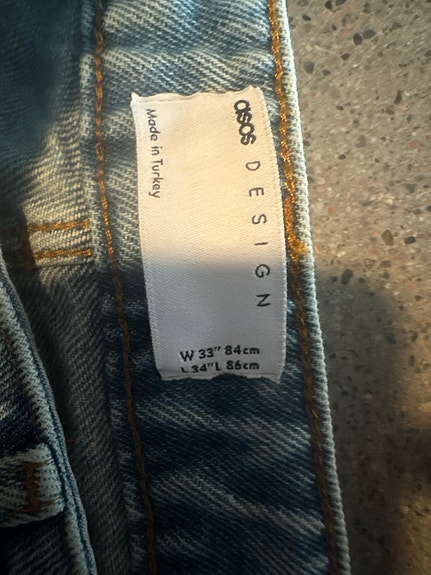 asos
DESIGN
Made in Turkey
W 33" 84cm
L 34"L 86cm